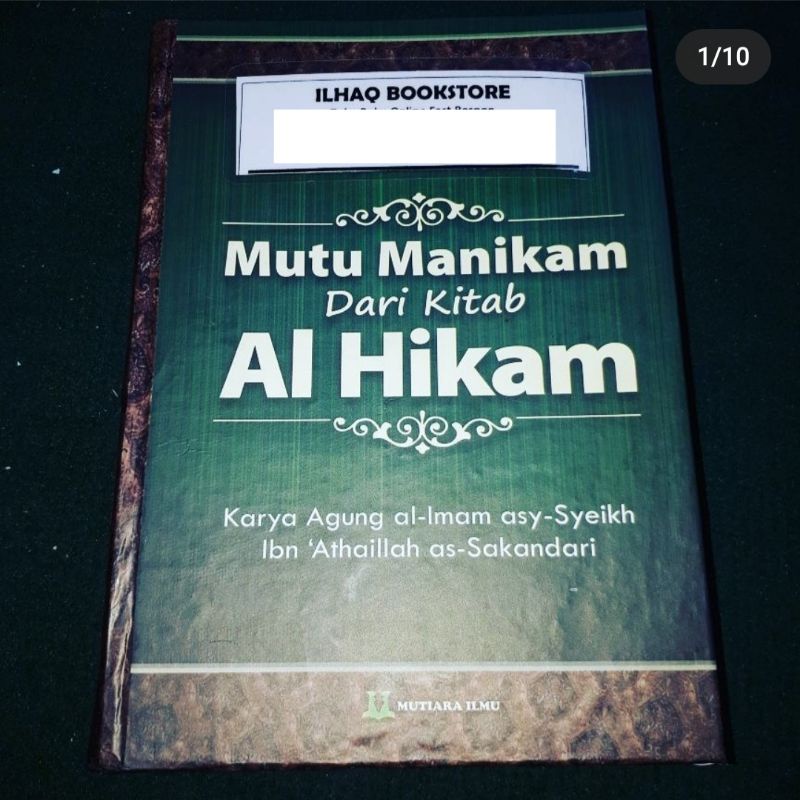 1/10
ILHAQ BOOKSTORE
Mutu Manikam
Dari Kitab
Al Hikam
Karya Agung al-Imam asy-Syeikh
Ibn ‘Athaillah as-Sakandari
MUTIARA ILMU